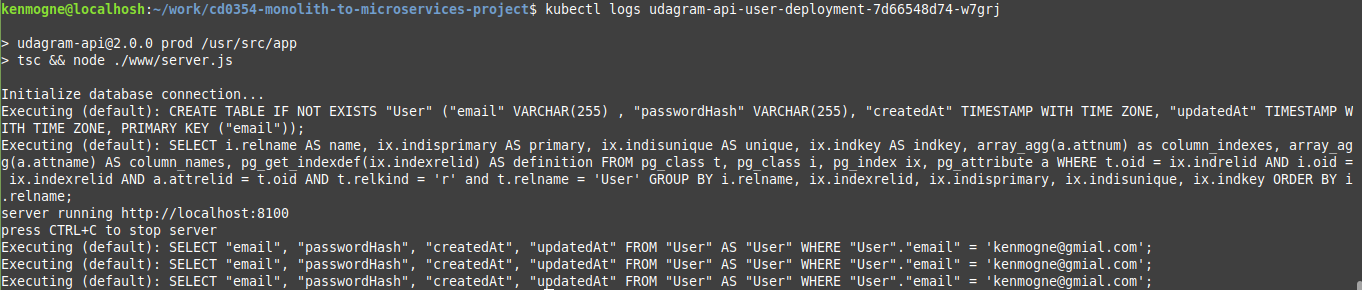 kenmogne@localhosh:~/work/cd0354-monolith-to-microservices-project$ kubectl logs udagram-api-user-deployment-7d66548d74-w7grj
> udagram-api@2.0.0 prod /usr/src/app
> tsc && node ./www/server.js
Initialize database connection...
Executing (default): CREATE TABLE IF NOT EXISTS "User" ("email" VARCHAR(255) , "passwordHash" VARCHAR(255), "createdAt" TIMESTAMP WITH TIME ZONE, "updatedAt" TIMESTAMP W
ITH TIME ZONE, PRIMARY KEY ("email"));
Executing (default): SELECT i.relname AS name, ix.indisprimary AS primary, ix.indisunique AS unique, ix.indkey AS indkey, array_agg(a.attnum) as column_indexes, array_ag
g(a.attname) AS column_names, pg_get_indexdef(ix.indexrelid) AS definition FROM pg_class t, pg_class i, pg_index ix, pg_attribute a WHERE t.oid = ix.indrelid AND i.oid =
 ix.indexrelid AND a.attrelid = t.oid AND t.relkind = 'r' and t.relname = 'User' GROUP BY i.relname, ix.indexrelid, ix.indisprimary, ix.indisunique, ix.indkey ORDER BY i
.relname;
server running http://localhost:8100
press CTRL+C to stop server
Executing (default): SELECT "email", "passwordHash", "createdAt", "updatedAt" FROM "User" AS "User" WHERE "User"."email" = 'kenmogne@gmial.com';
Executing (default): SELECT "email", "passwordHash", "createdAt", "updatedAt" FROM "User" AS "User" WHERE "User"."email" = 'kenmogne@gmial.com';
Executing (default): SELECT "email", "passwordHash", "createdAt", "updatedAt" FROM "User" AS "User" WHERE "User"."email" = 'kenmogne@gmial.com';